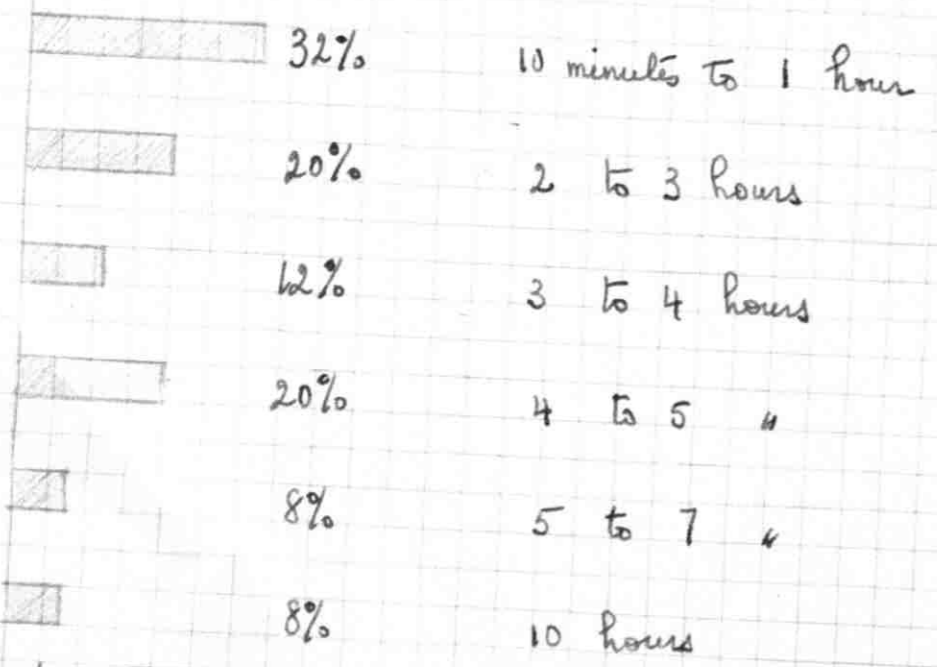 32% 10 minutes to 1 hour
20% 2 to 3 hours
12% 3 to 4 hours
20% 4 to 5 "
8% 5 to 7 "
8% 10 hours